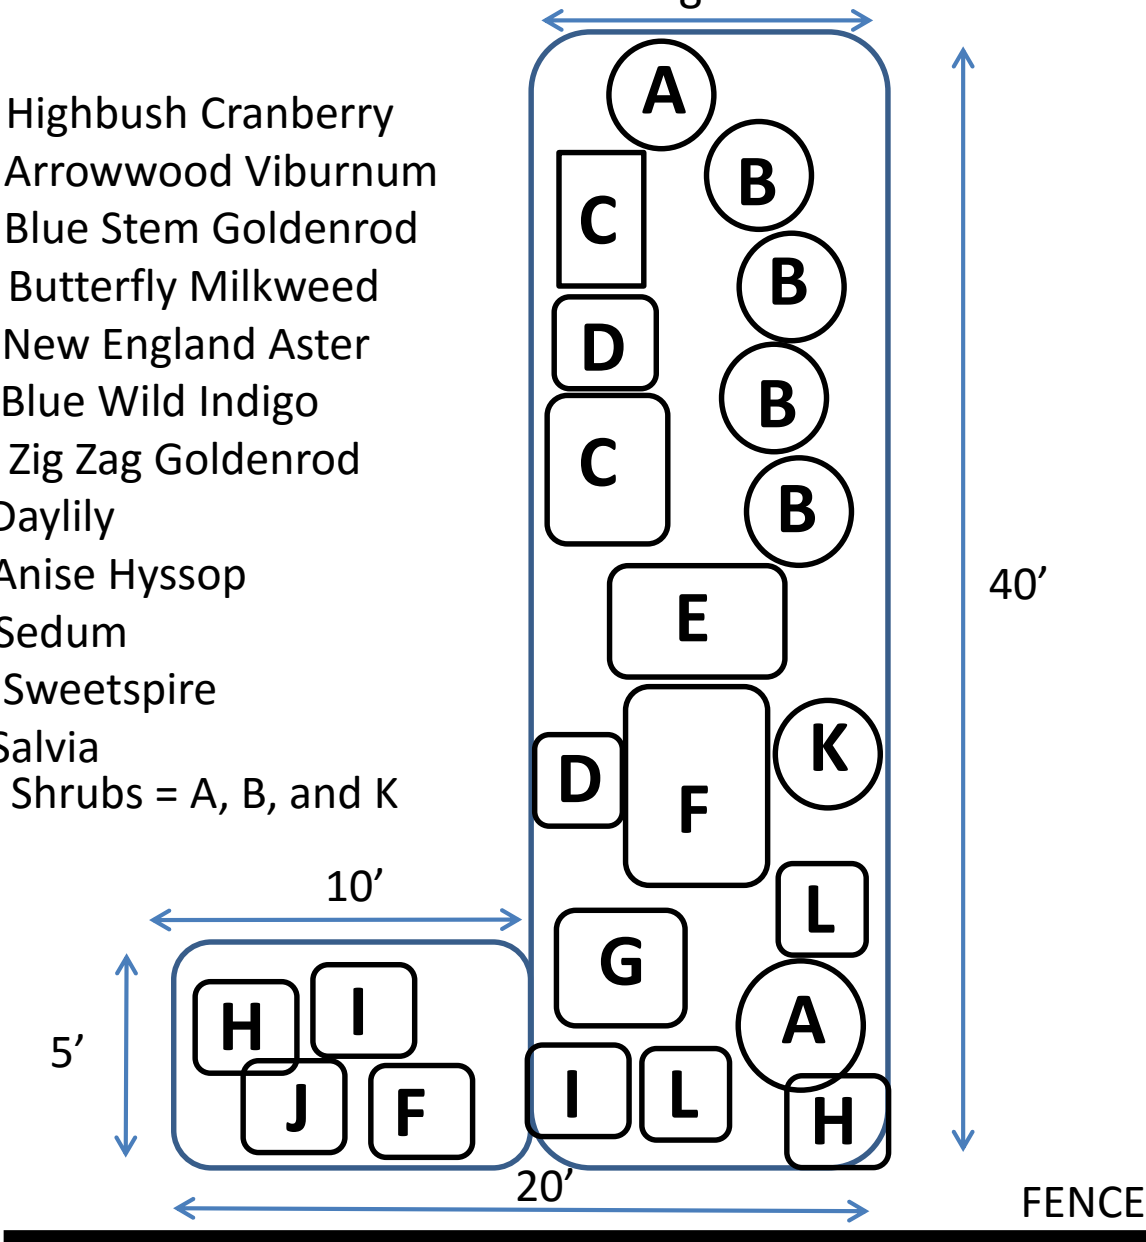 A
Highbush Cranberry
B
Arrowwood Viburnum
C
B
Blue Stem Goldenrod
Butterfly Milkweed
D
New England Aster
B
Blue Wild Indigo
C
Zig Zag Goldenrod
B
Daylily
Anise Hyssop
40’
E
Sedum
Sweetspire
Salvia
K
D
Shrubs = A, B, and K
F
10’
L
G
H
I
A
5’
J
F
I
L
H
20’
FENCE